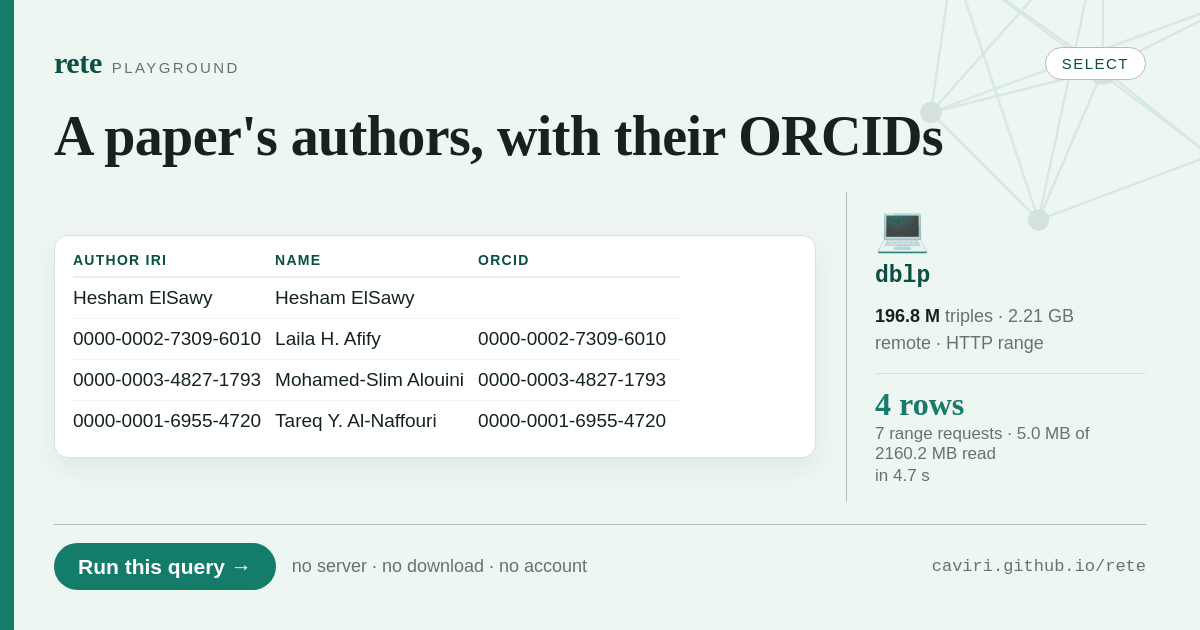 rete PLAYGROUND
SELECT
A paper's authors, with their ORCIDs
AUTHOR IRI NAME ORCID
Hesham ElSawy Hesham ElSawy
0000-0002-7309-6010 Laila H. Afify 0000-0002-7309-6010
0000-0003-4827-1793 Mohamed-Slim Alouini 0000-0003-4827-1793
0000-0001-6955-4720 Tareq Y. Al-Naffouri 0000-0001-6955-4720
dblp
196.8 M triples · 2.21 GB
remote · HTTP range
4 rows
7 range requests · 5.0 MB of
2160.2 MB read
in 4.7 s
Run this query →
no server · no download · no account
caviri.github.io/rete